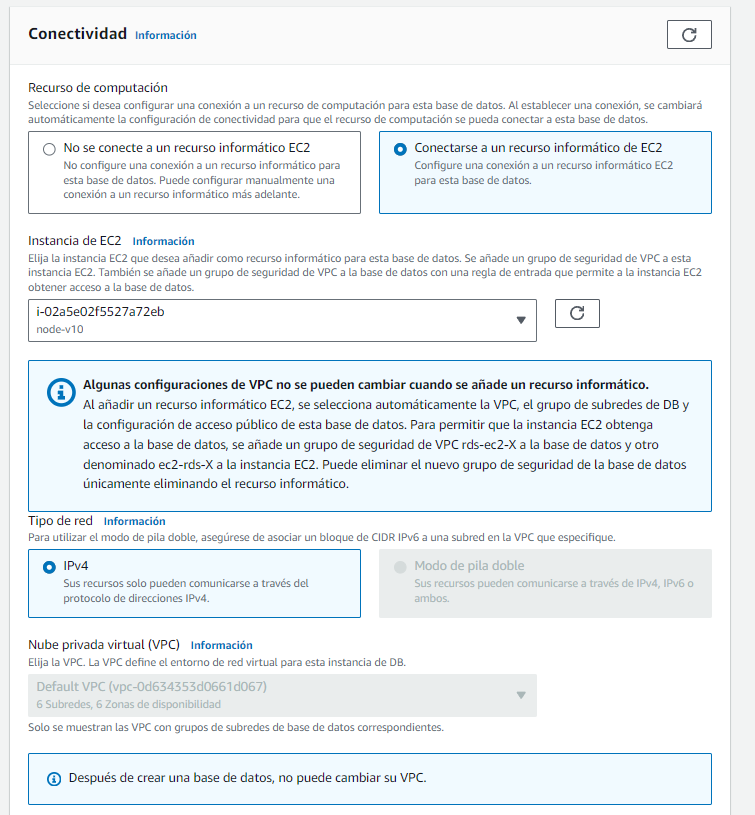 Conectividad Información
Recurso de computación
Seleccione si desea configurar una conexión a un recurso de computación para esta base de datos. Al establecer una conexión, se cambiará
automáticamente la configuración de conectividad para que el recurso de computación se pueda conectar a esta base de datos.
No se conecte a un recurso informático EC2
No configure una conexión a un recurso informático para
esta base de datos. Puede configurar manualmente una
conexión a un recurso informático más adelante.
Conectarse a un recurso informático de EC2
Configure una conexión a un recurso informático EC2
para esta base de datos.
Instancia de EC2 Información
Elija la instancia EC2 que desea añadir como recurso informático para esta base de datos. Se añade un grupo de seguridad de VPC a esta
instancia EC2. También se añade un grupo de seguridad de VPC a la base de datos con una regla de entrada que permite a la instancia EC2
obtener acceso a la base de datos.
i-02a5e02f5527a72eb
node-v10
Algunas configuraciones de VPC no se pueden cambiar cuando se añade un recurso informático.
Al añadir un recurso informático EC2, se selecciona automáticamente la VPC, el grupo de subredes de DB y
la configuración de acceso público de esta base de datos. Para permitir que la instancia EC2 obtenga
acceso a la base de datos, se añade un grupo de seguridad de VPC rds-ec2-X a la base de datos y otro
denominado ec2-rds-X a la instancia EC2. Puede eliminar el nuevo grupo de seguridad de la base de datos
únicamente eliminando el recurso informático.
Tipo de red Información
Para utilizar el modo de pila doble, asegúrese de asociar un bloque de CIDR IPv6 a una subred en la VPC que especifique.
IPv4
Sus recursos solo pueden comunicarse a través del
protocolo de direcciones IPv4.
Modo de pila doble
Sus recursos pueden comunicarse a través de IPv4, IPv6 o
ambos.
Nube privada virtual (VPC) Información
Elija la VPC. La VPC define el entorno de red virtual para esta instancia de DB.
Default VPC (vpc-0d634353d0661d067)
6 Subredes, 6 Zonas de disponibilidad
Solo se muestran las VPC con grupos de subredes de base de datos correspondientes.
Después de crear una base de datos, no puede cambiar su VPC.